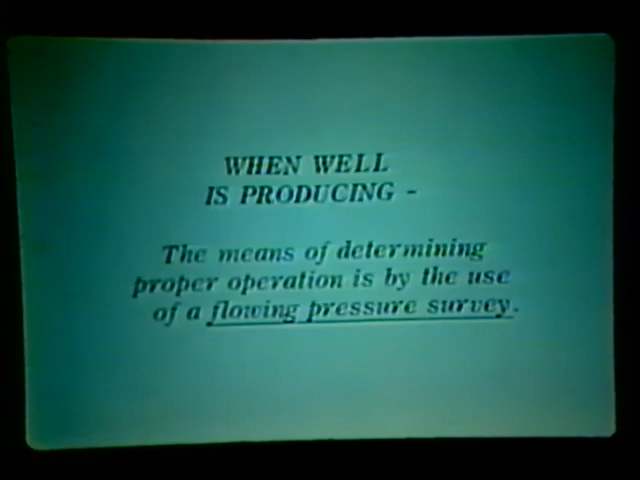 WHEN WELL
IS PRODUCING -
The means of determining
proper operation is by the use
of a flowing pressure survey.